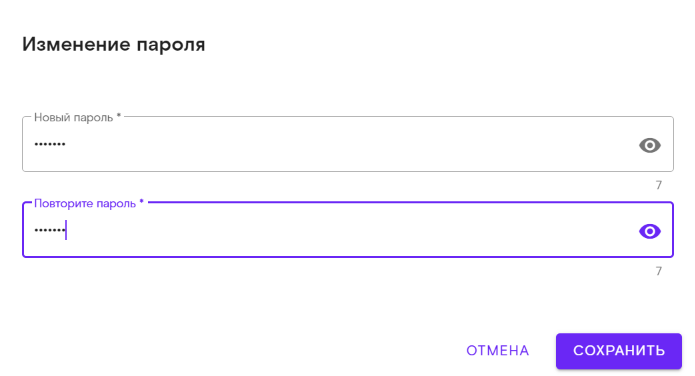 Изменение пароля
Новый пароль *
•••••••
7
Повторите пароль *
•••••••
7
ОТМЕНА СОХРАНИТЬ